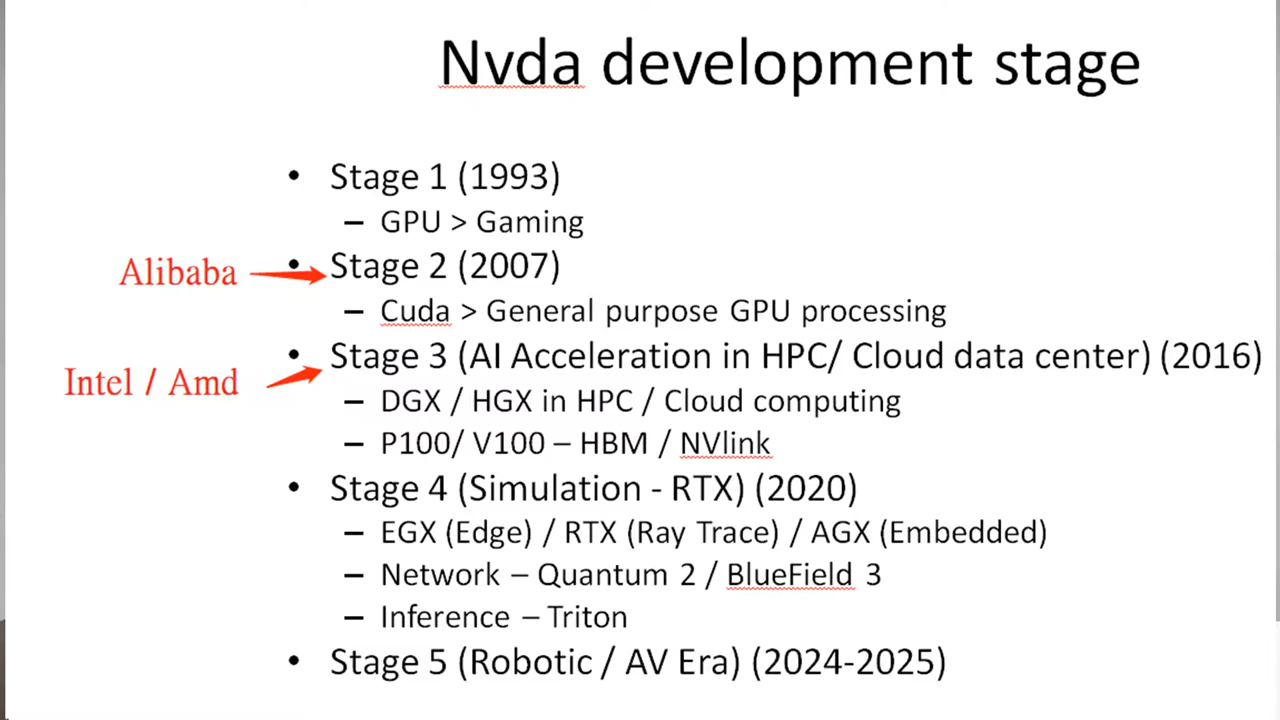 Nvda development stage
• Stage 1 (1993)
– GPU > Gaming
Alibaba
• Stage 2 (2007)
– Cuda > General purpose GPU processing
Intel / Amd
• Stage 3 (AI Acceleration in HPC/ Cloud data center) (2016)
– DGX / HGX in HPC / Cloud computing
– P100/ V100 – HBM / NVlink
• Stage 4 (Simulation - RTX) (2020)
– EGX (Edge) / RTX (Ray Trace) / AGX (Embedded)
– Network – Quantum 2 / BlueField 3
– Inference – Triton
• Stage 5 (Robotic / AV Era) (2024-2025)